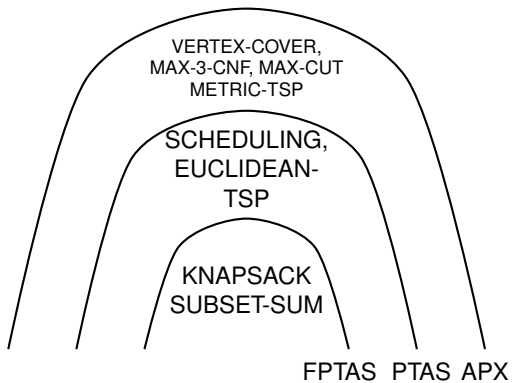 VERTEX-COVER,
MAX-3-CNF, MAX-CUT
METRIC-TSP
SCHEDULING,
EUCLIDEAN-
TSP
KNAPSACK
SUBSET-SUM
FPTAS PTAS APX